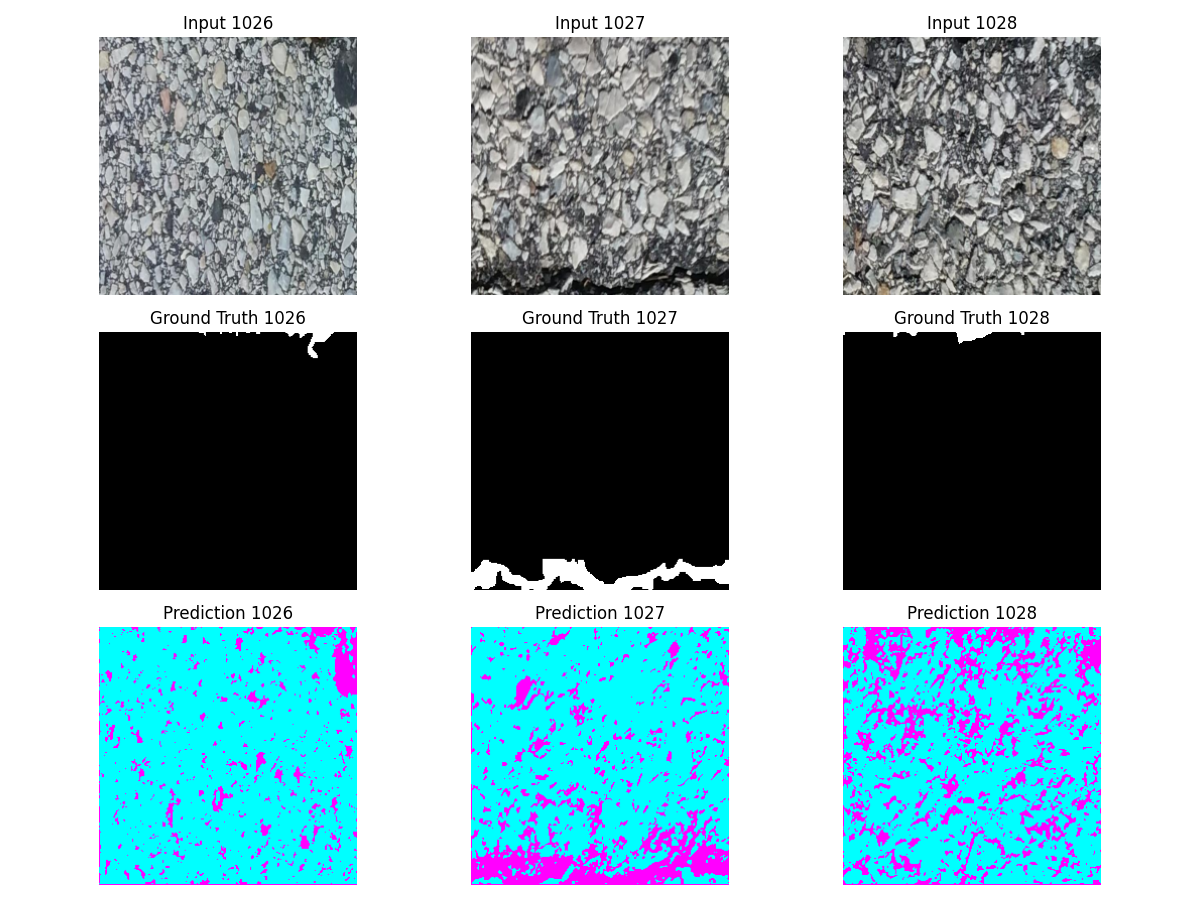 Input 1026
Input 1027
Input 1028
Ground Truth 1026
Ground Truth 1027
Ground Truth 1028
Prediction 1026
Prediction 1027
Prediction 1028